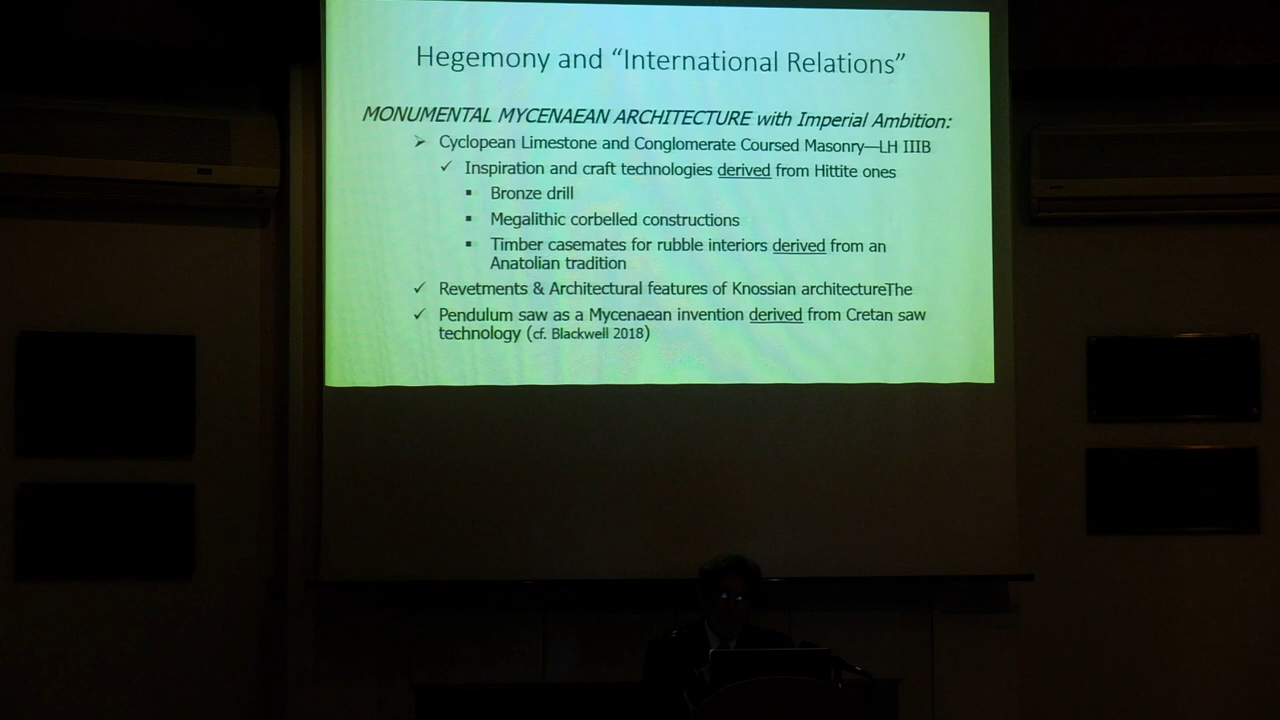 Hegemony and “International Relations”
MONUMENTAL MYCENAEAN ARCHITECTURE with Imperial Ambition:
➢ Cyclopean Limestone and Conglomerate Coursed Masonry—LH IIIB
✓ Inspiration and craft technologies derived from Hittite ones
▪ Bronze drill
▪ Megalithic corbelled constructions
▪ Timber casemates for rubble interiors derived from an
Anatolian tradition
✓ Revetments & Architectural features of Knossian architectureThe
✓ Pendulum saw as a Mycenaean invention derived from Cretan saw
technology (cf. Blackwell 2018)